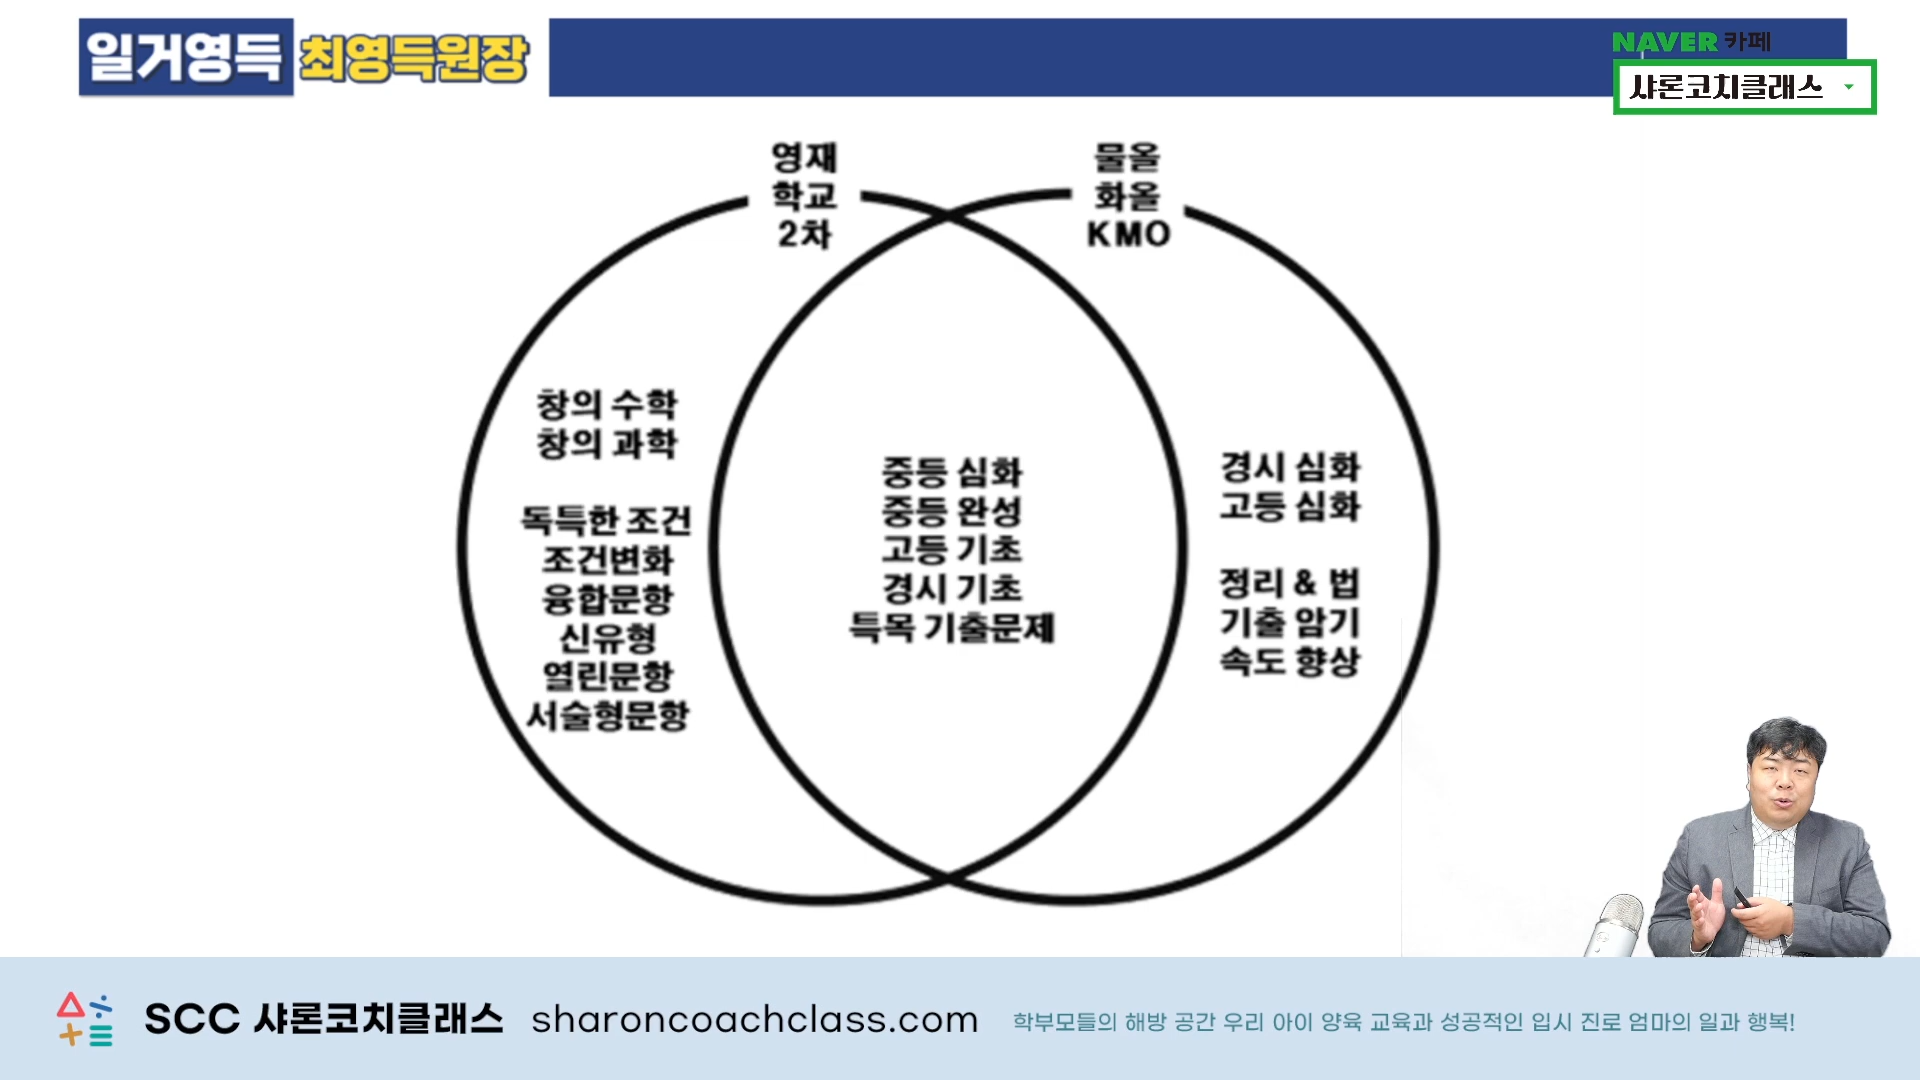 일거영득 최영득원장
NAVER 카페
샤론코치클래스
영재
학교
2차
물올
화올
KMO
창의 수학
창의 과학
독특한 조건
조건변화
융합문항
신유형
열린문항
서술형문항
중등 심화
중등 완성
고등 기초
경시 기초
특목 기출문제
경시 심화
고등 심화
정리 & 법
기출 암기
속도 향상
SCC 샤론코치클래스 sharoncoachclass.com 학부모들의 해방 공간 우리 아이 양육 교육과 성공적인 입시 진로 엄마의 일과 행복!